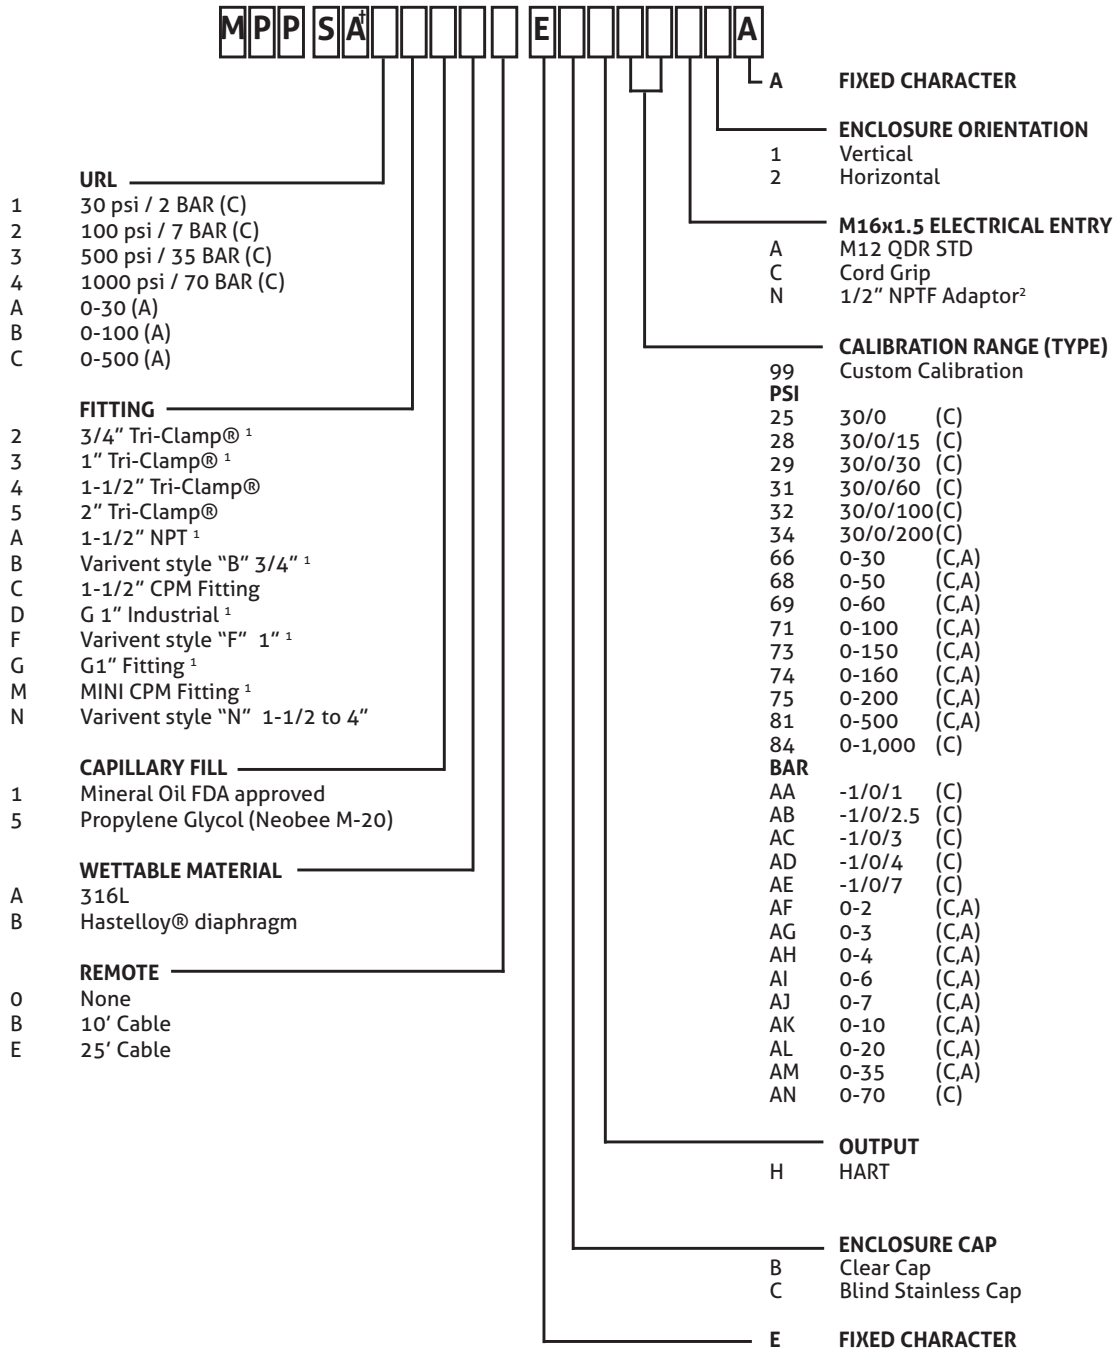 MPP SA† E A
URL
1 30 psi / 2 BAR (C)
2 100 psi / 7 BAR (C)
3 500 psi / 35 BAR (C)
4 1000 psi / 70 BAR (C)
A 0-30 (A)
B 0-100 (A)
C 0-500 (A)
FITTING
2 3/4" Tri-Clamp® ¹
3 1" Tri-Clamp® ¹
4 1-1/2" Tri-Clamp®
5 2" Tri-Clamp®
A 1-1/2" NPT ¹
B Varivent style "B" 3/4" ¹
C 1-1/2" CPM Fitting
D G 1" Industrial ¹
F Varivent style "F" 1" ¹
G G1" Fitting ¹
M MINI CPM Fitting ¹
N Varivent style "N" 1-1/2 to 4"
CAPILLARY FILL
1 Mineral Oil FDA approved
5 Propylene Glycol (Neobee M-20)
WETTABLE MATERIAL
A 316L
B Hastelloy® diaphragm
REMOTE
0 None
B 10' Cable
E 25' Cable
A FIXED CHARACTER
ENCLOSURE ORIENTATION
1 Vertical
2 Horizontal
M16x1.5 ELECTRICAL ENTRY
A M12 QDR STD
C Cord Grip
N 1/2" NPTF Adaptor²
CALIBRATION RANGE (TYPE)
99 Custom Calibration
PSI
25 30/0 (C)
28 30/0/15 (C)
29 30/0/30 (C)
31 30/0/60 (C)
32 30/0/100 (C)
34 30/0/200 (C)
66 0-30 (C,A)
68 0-50 (C,A)
69 0-60 (C,A)
71 0-100 (C,A)
73 0-150 (C,A)
74 0-160 (C,A)
75 0-200 (C,A)
81 0-500 (C,A)
84 0-1,000 (C)
BAR
AA -1/0/1 (C)
AB -1/0/2.5 (C)
AC -1/0/3 (C)
AD -1/0/4 (C)
AE -1/0/7 (C)
AF 0-2 (C,A)
AG 0-3 (C,A)
AH 0-4 (C,A)
AI 0-6 (C,A)
AJ 0-7 (C,A)
AK 0-10 (C,A)
AL 0-20 (C,A)
AM 0-35 (C,A)
AN 0-70 (C)
OUTPUT
H HART
ENCLOSURE CAP
B Clear Cap
C Blind Stainless Cap
E FIXED CHARACTER